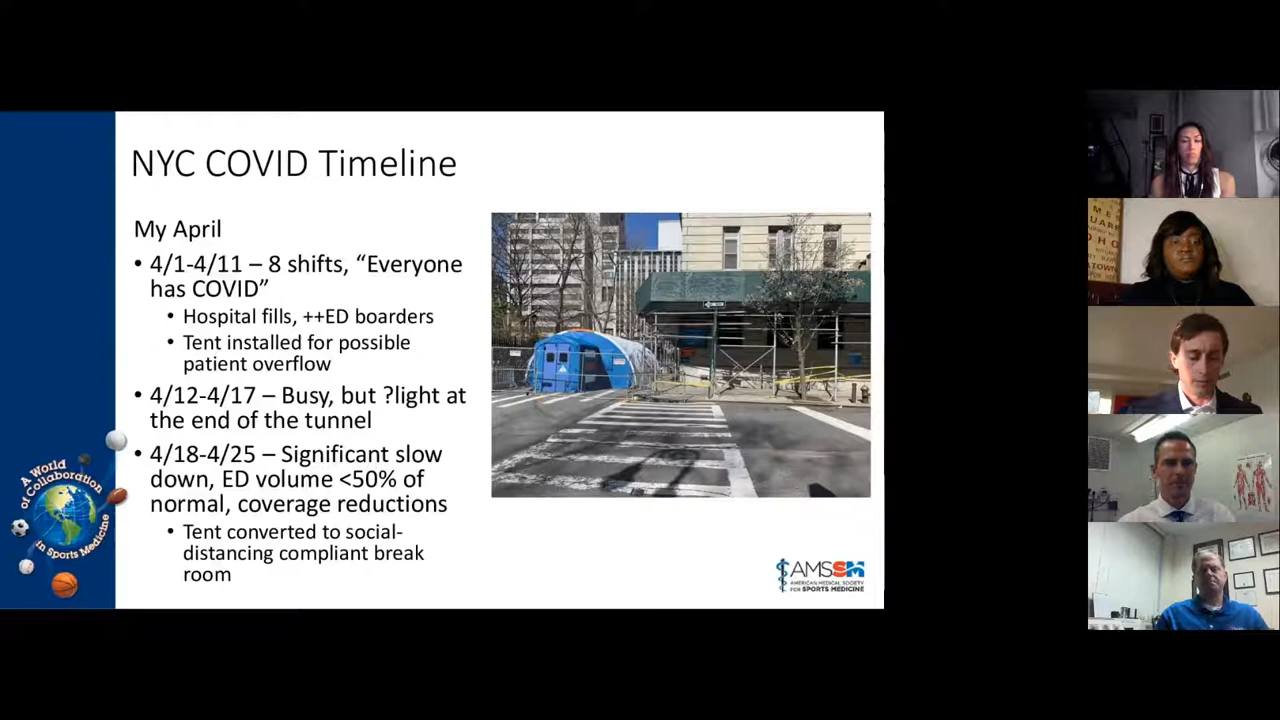 NYC COVID Timeline
My April
• 4/1-4/11 – 8 shifts, “Everyone
has COVID”
• Hospital fills, ++ED boarders
• Tent installed for possible
patient overflow
• 4/12-4/17 – Busy, but ?light at
the end of the tunnel
• 4/18-4/25 – Significant slow
down, ED volume <50% of
normal, coverage reductions
• Tent converted to social-
distancing compliant break
room
A World
of Collaboration
in Sports Medicine
AMSSM
AMERICAN MEDICAL SOCIETY
FOR SPORTS MEDICINE